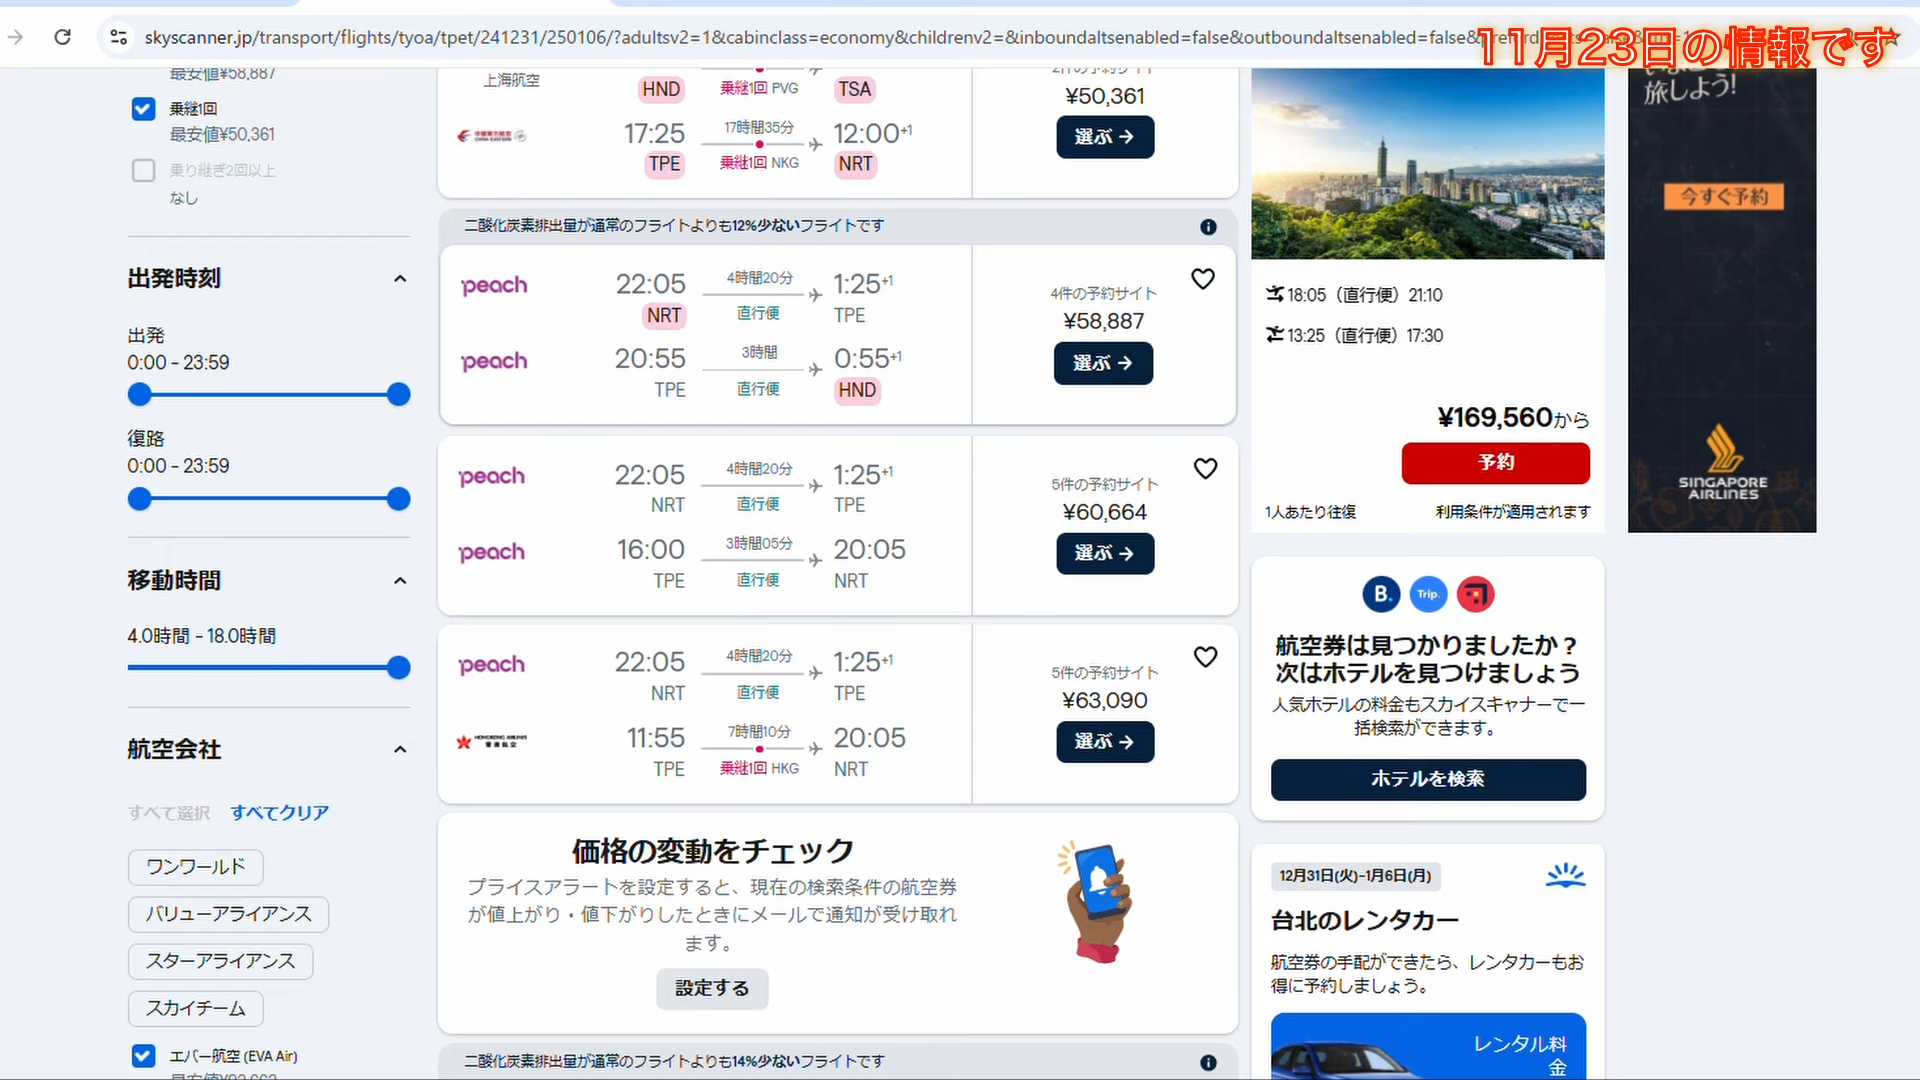 skyscanner.jp/transport/flights/tyoa/tpet/241231/250106/?adultsv2=1&cabinclass=economy&childrenv2=&inboundaltsenabled=false&outboundaltsenabled=false&
11月23日の情報です
最安値¥58,887
乗継1回
最安値¥50,361
乗り継ぎ2回以上
なし
出発時刻
出発
0:00 – 23:59
復路
0:00 – 23:59
移動時間
4.0時間 – 18.0時間
航空会社
すべて選択 すべてクリア
ワンワールド
バリューアライアンス
スターアライアンス
スカイチーム
エバー航空 (EVA Air)
上海航空
HND 乗継1回 PVG TSA
2件の予約サイト
¥50,361
選ぶ →
17:25 17時間35分 12:00+1
TPE 乗継1回 NKG NRT
二酸化炭素排出量が通常のフライトよりも12%少ないフライトです
peach 22:05 4時間20分 1:25+1
NRT 直行便 TPE
peach 20:55 3時間 0:55+1
TPE 直行便 HND
4件の予約サイト
¥58,887
選ぶ →
peach 22:05 4時間20分 1:25+1
NRT 直行便 TPE
peach 16:00 3時間05分 20:05
TPE 直行便 NRT
5件の予約サイト
¥60,664
選ぶ →
peach 22:05 4時間20分 1:25+1
NRT 直行便 TPE
HONGKONG AIRLINES 香港航空 11:55 7時間10分 20:05
TPE 乗継1回 HKG NRT
5件の予約サイト
¥63,090
選ぶ →
価格の変動をチェック
プライスアラートを設定すると、現在の検索条件の航空券
が値上がり・値下がりしたときにメールで通知が受け取れ
ます。
設定する
二酸化炭素排出量が通常のフライトよりも14%少ないフライトです
18:05（直行便）21:10
13:25（直行便）17:30
¥169,560から
予約
1人あたり往復 利用条件が適用されます
B. Trip.
航空券は見つかりましたか？
次はホテルを見つけましょう
人気ホテルの料金もスカイスキャナーで一
括検索ができます。
ホテルを検索
12月31日(火)–1月6日(月)
台北のレンタカー
航空券の手配ができたら、レンタカーもお
得に予約しましょう。
レンタル料
金
旅しよう!
今すぐ予約
SINGAPORE
AIRLINES